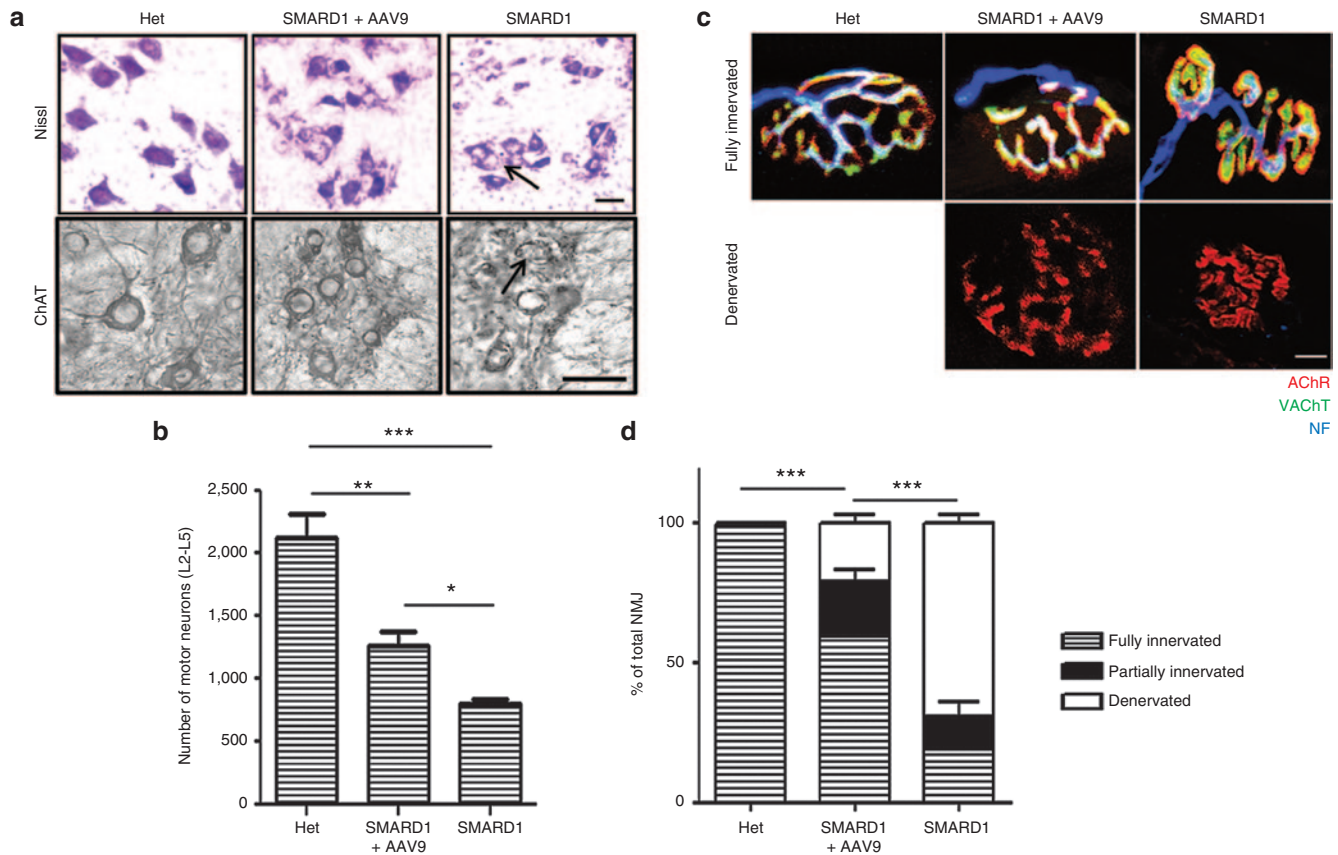 a
Het
SMARD1 + AAV9
SMARD1
Nissl
ChAT
c
Het
SMARD1 + AAV9
SMARD1
Fully innervated
Denervated
AChR
VAChT
NF
b
***
**
*
2,500
2,000
1,500
1,000
500
0
Number of motor neurons (L2-L5)
Het
SMARD1
+ AAV9
SMARD1
d
***
***
100
50
0
% of total NMJ
Het
SMARD1
+ AAV9
SMARD1
Fully innervated
Partially innervated
Denervated